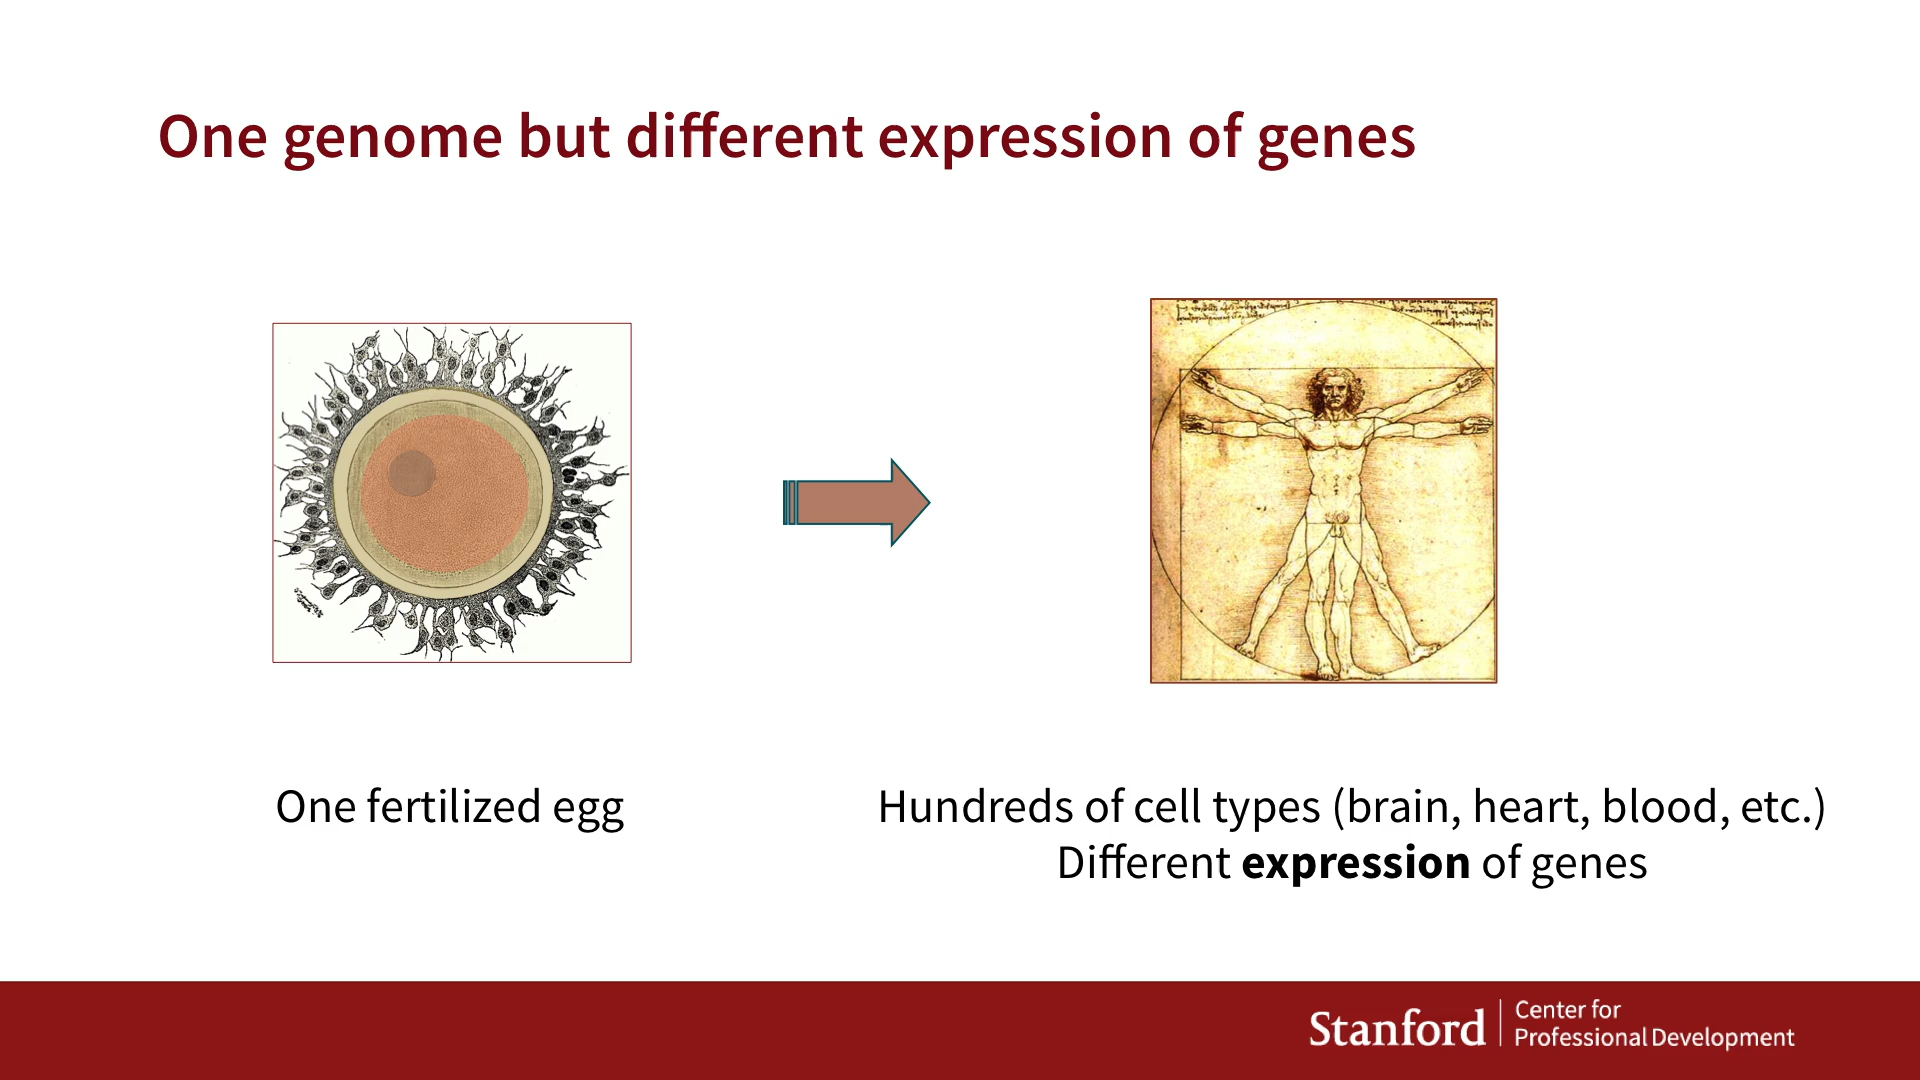 One genome but different expression of genes
One fertilized egg
Hundreds of cell types (brain, heart, blood, etc.)
Different expression of genes
Stanford
Center for
Professional Development